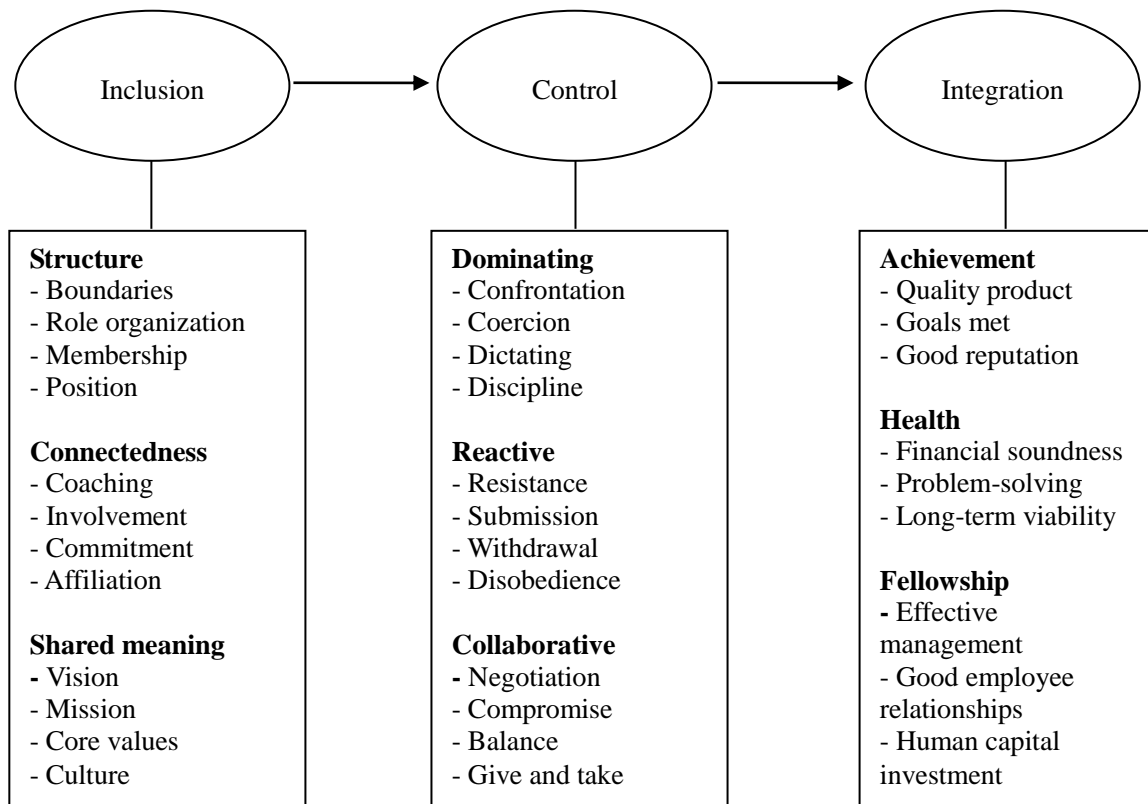 Inclusion
Control
Integration
Structure
- Boundaries
- Role organization
- Membership
- Position
Connectedness
- Coaching
- Involvement
- Commitment
- Affiliation
Shared meaning
- Vision
- Mission
- Core values
- Culture
Dominating
- Confrontation
- Coercion
- Dictating
- Discipline
Reactive
- Resistance
- Submission
- Withdrawal
- Disobedience
Collaborative
- Negotiation
- Compromise
- Balance
- Give and take
Achievement
- Quality product
- Goals met
- Good reputation
Health
- Financial soundness
- Problem-solving
- Long-term viability
Fellowship
- Effective
management
- Good employee
relationships
- Human capital
investment